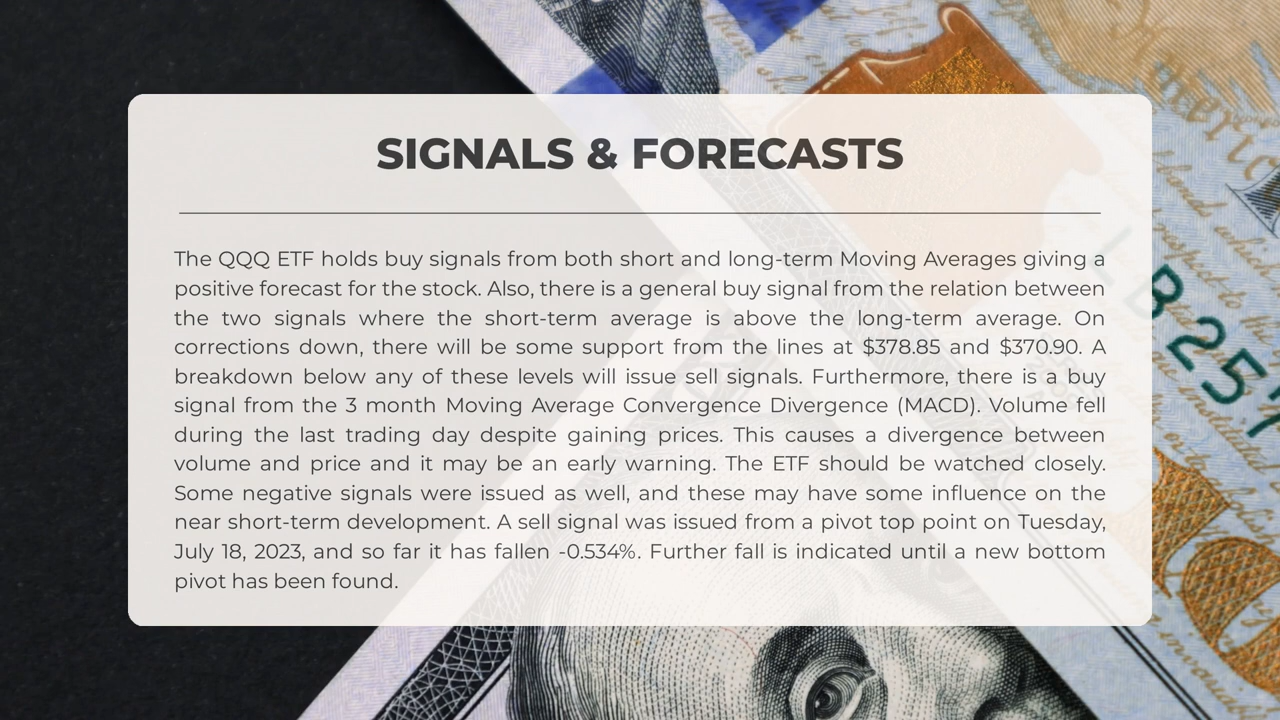 SIGNALS & FORECASTS
The QQQ ETF holds buy signals from both short and long-term Moving Averages giving a
positive forecast for the stock. Also, there is a general buy signal from the relation between
the two signals where the short-term average is above the long-term average. On
corrections down, there will be some support from the lines at $378.85 and $370.90. A
breakdown below any of these levels will issue sell signals. Furthermore, there is a buy
signal from the 3 month Moving Average Convergence Divergence (MACD). Volume fell
during the last trading day despite gaining prices. This causes a divergence between
volume and price and it may be an early warning. The ETF should be watched closely.
Some negative signals were issued as well, and these may have some influence on the
near short-term development. A sell signal was issued from a pivot top point on Tuesday,
July 18, 2023, and so far it has fallen -0.534%. Further fall is indicated until a new bottom
pivot has been found.
LB 257